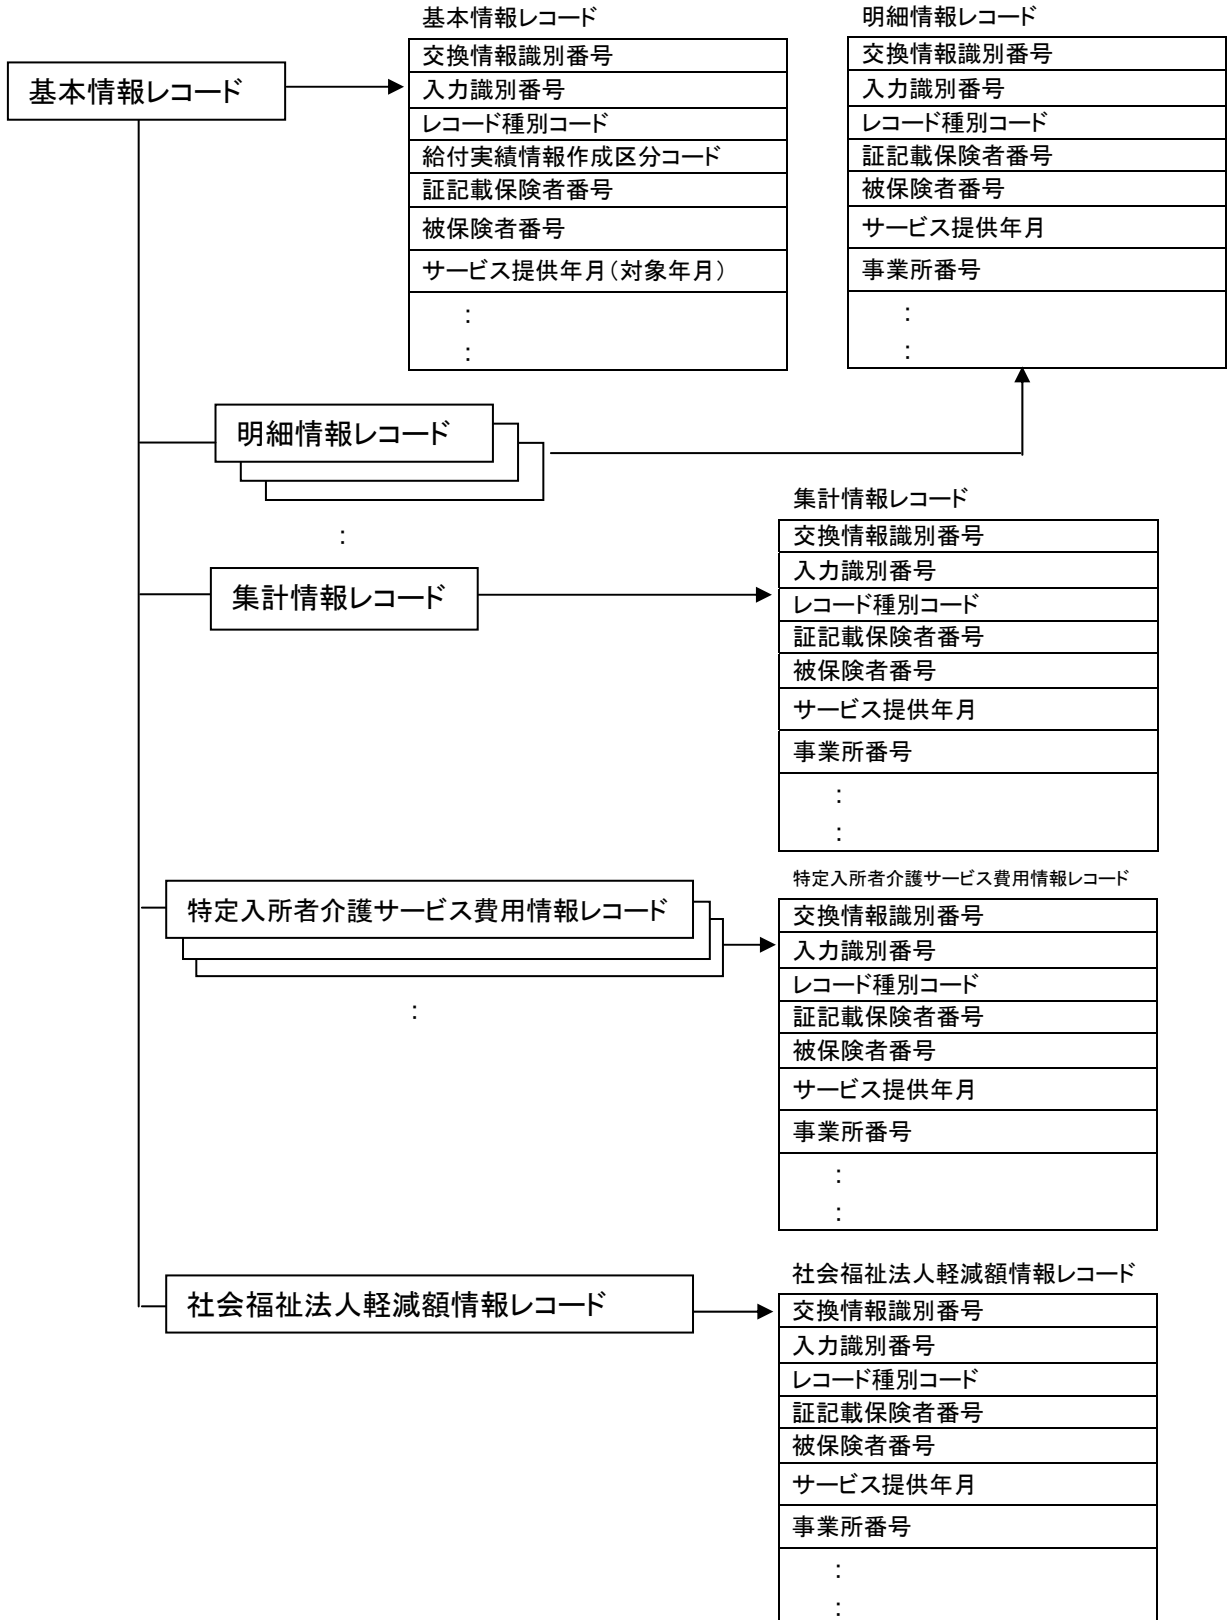 基本情報レコード
基本情報レコード
交換情報識別番号
入力識別番号
レコード種別コード
給付実績情報作成区分コード
証記載保険者番号
被保険者番号
サービス提供年月(対象年月)
:
:
明細情報レコード
交換情報識別番号
入力識別番号
レコード種別コード
証記載保険者番号
被保険者番号
サービス提供年月
事業所番号
:
:
明細情報レコード
:
集計情報レコード
集計情報レコード
交換情報識別番号
入力識別番号
レコード種別コード
証記載保険者番号
被保険者番号
サービス提供年月
事業所番号
:
:
特定入所者介護サービス費用情報レコード
:
特定入所者介護サービス費用情報レコード
交換情報識別番号
入力識別番号
レコード種別コード
証記載保険者番号
被保険者番号
サービス提供年月
事業所番号
:
:
社会福祉法人軽減額情報レコード
社会福祉法人軽減額情報レコード
交換情報識別番号
入力識別番号
レコード種別コード
証記載保険者番号
被保険者番号
サービス提供年月
事業所番号
:
: